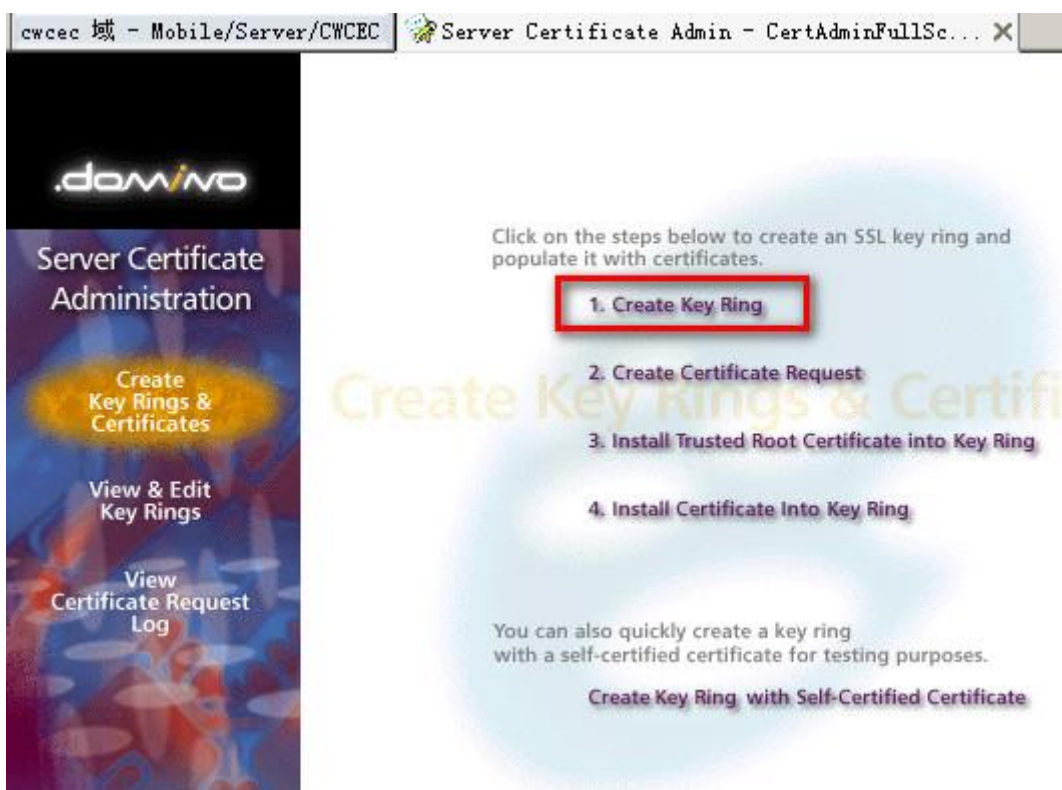 cwcec 域 - Mobile/Server/CWCEC
Server Certificate Admin - CertAdminFullSc...
.domino
Server Certificate
Administration
Create
Key Rings &
Certificates
View & Edit
Key Rings
View
Certificate Request
Log
Click on the steps below to create an SSL key ring and
populate it with certificates.
1. Create Key Ring
2. Create Certificate Request
Create Key Rings & Certifi
3. Install Trusted Root Certificate into Key Ring
4. Install Certificate Into Key Ring
You can also quickly create a key ring
with a self-certified certificate for testing purposes.
Create Key Ring with Self-Certified Certificate